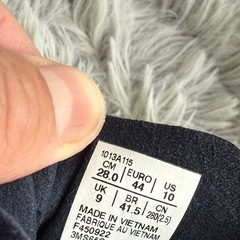 1013A115
CM EURO US
28.0 44 10
UK BR CN
9 41.5 280(2.5)
MADE IN VIETNAM
FABRIQUE AU VIETNAM
F450922